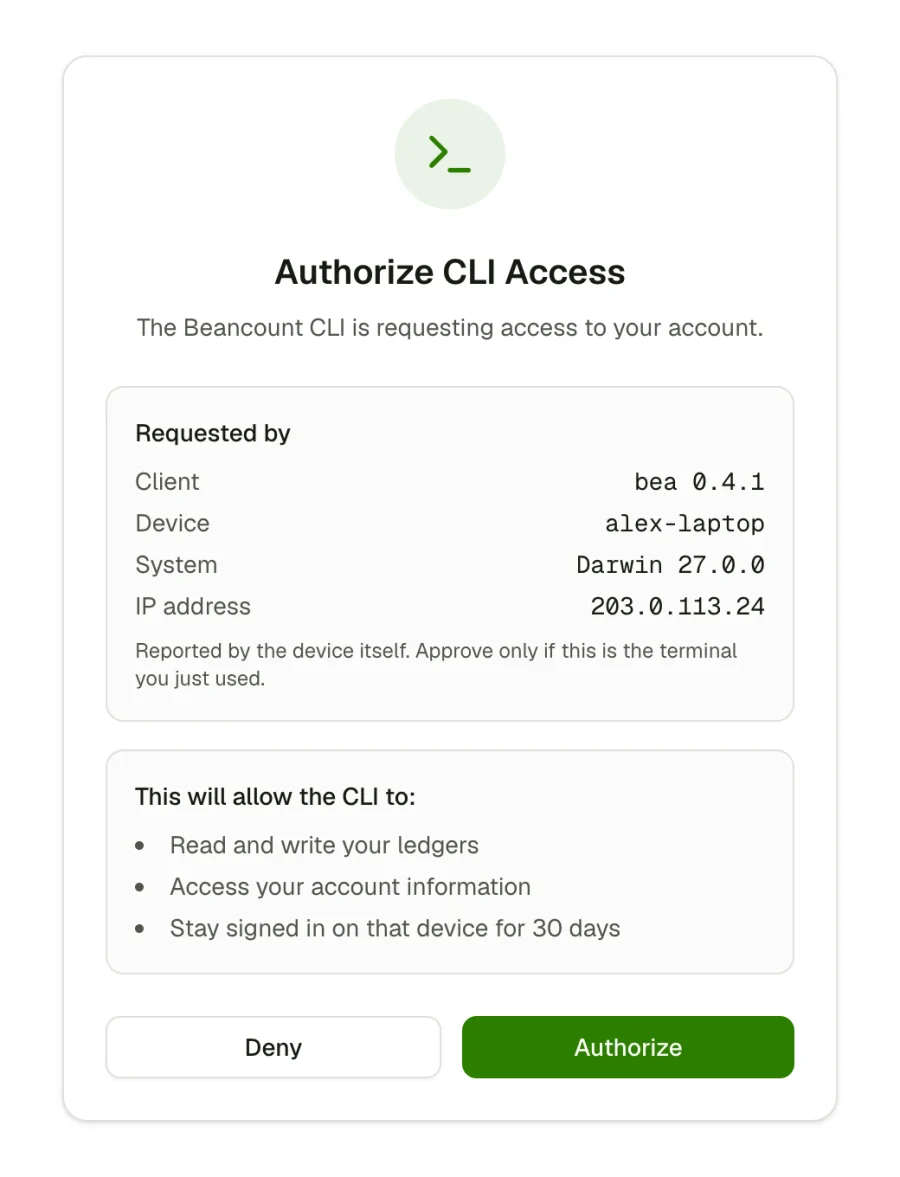 Authorize CLI Access
The Beancount CLI is requesting access to your account.
Requested by
Client bea 0.4.1
Device alex-laptop
System Darwin 27.0.0
IP address 203.0.113.24
Reported by the device itself. Approve only if this is the terminal
you just used.
This will allow the CLI to:
• Read and write your ledgers
• Access your account information
• Stay signed in on that device for 30 days
Deny Authorize